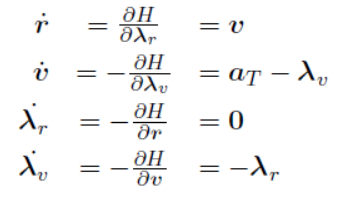 ṙ = ∂H/∂λ_r = v
v̇ = −∂H/∂λ_v = a_T − λ_v
λ̇_r = −∂H/∂r = 0
λ̇_v = −∂H/∂v = −λ_r